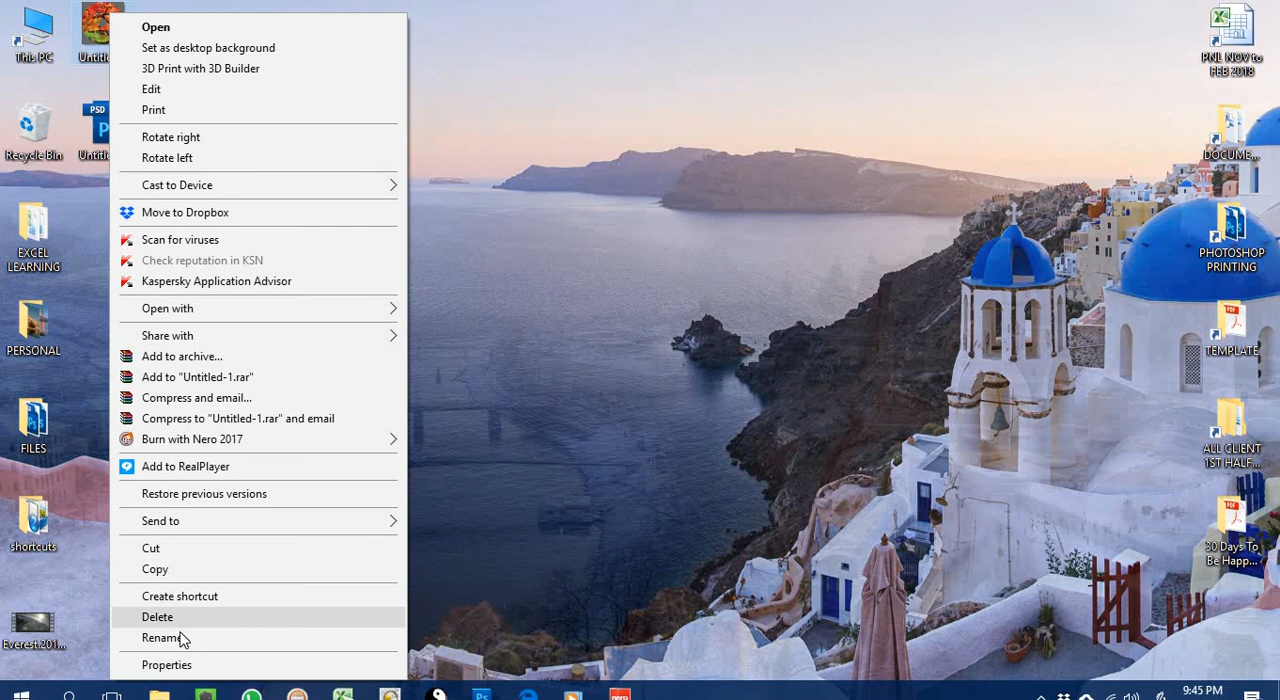 This PC
Untitl
Recycle Bin
PSD
Untitl
EXCEL
LEARNING
PERSONAL
FILES
shortcuts
Everest.201...
Open
Set as desktop background
3D Print with 3D Builder
Edit
Print
Rotate right
Rotate left
Cast to Device
Move to Dropbox
Scan for viruses
Check reputation in KSN
Kaspersky Application Advisor
Open with
Share with
Add to archive...
Add to "Untitled-1.rar"
Compress and email...
Compress to "Untitled-1.rar" and email
Burn with Nero 2017
Add to RealPlayer
Restore previous versions
Send to
Cut
Copy
Create shortcut
Delete
Rename
Properties
PNL NOV to
FEB 2018
DOCUME...
PHOTOSHOP
PRINTING
TEMPLATE
ALL CLIENT
1ST HALF...
30 Days To
Be Happ...
Ps
nero
9:45 PM